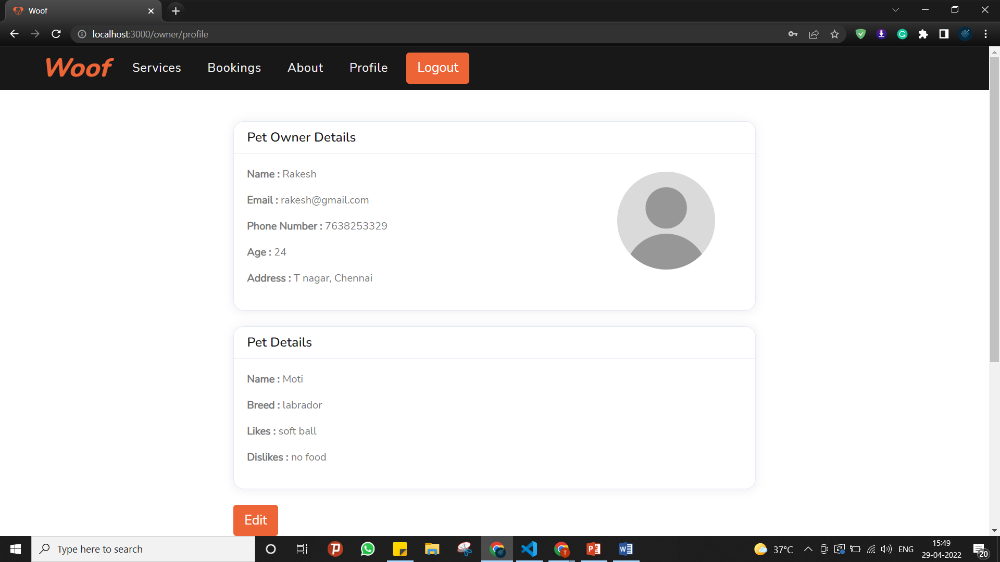 Woof
localhost:3000/owner/profile
Woof Services Bookings About Profile Logout
Pet Owner Details
Name : Rakesh
Email : rakesh@gmail.com
Phone Number : 7638253329
Age : 24
Address : T nagar, Chennai
Pet Details
Name : Moti
Breed : labrador
Likes : soft ball
Dislikes : no food
Edit
Type here to search
37°C
ENG
15:49
29-04-2022
20